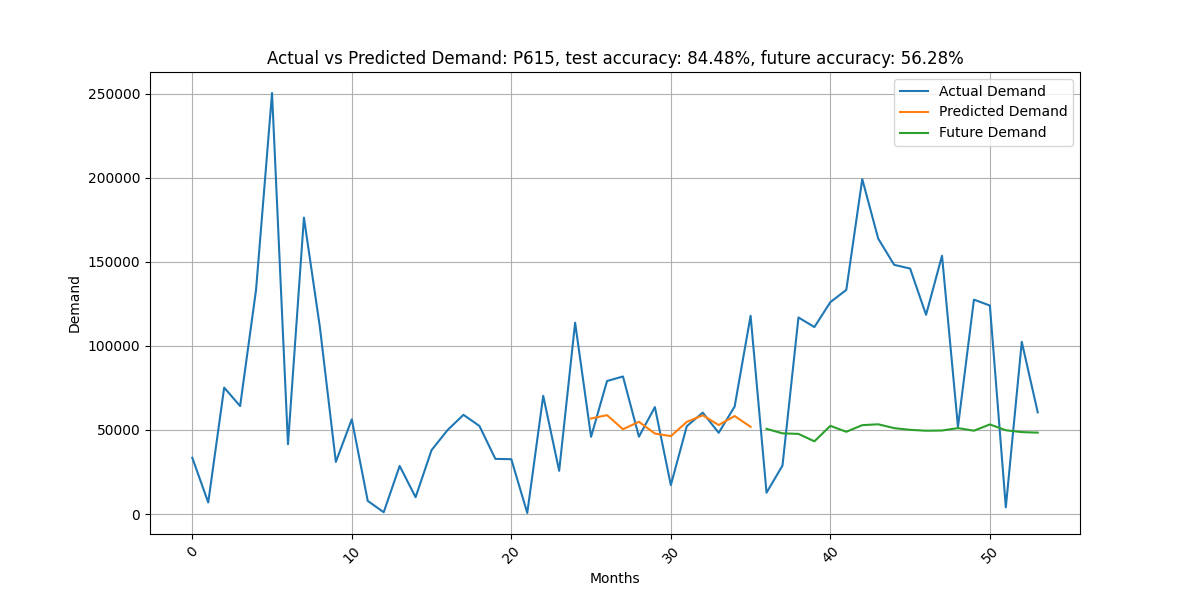 Actual vs Predicted Demand: P615, test accuracy: 84.48%, future accuracy: 56.28%
Actual Demand
Predicted Demand
Future Demand
250000
200000
150000
100000
50000
0
Demand
0 10 20 30 40 50
Months